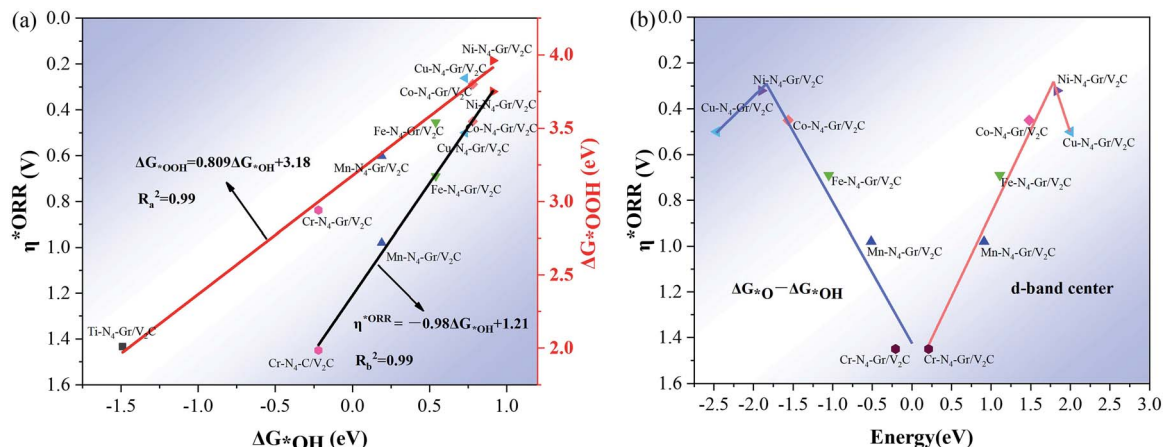 (a)
0.0
0.2
0.4
0.6
0.8
1.0
1.2
1.4
1.6
η*ORR (V)
4.0
3.5
3.0
2.5
2.0
ΔG*OOH (eV)
Ni-N₄-Gr/V₂C
Cu-N₄-Gr/V₂C
Co-N₄-Gr/V₂C
Ni-N₄-Gr/V₂C
Fe-N₄-Gr/V₂C
Co-N₄-Gr/V₂C
Cu-N₄-Gr/V₂C
ΔG*OOH=0.809ΔG*OH+3.18
Mn-N₄-Gr/V₂C
Fe-N₄-Gr/V₂C
Rₐ²=0.99
Cr-N₄-Gr/V₂C
Mn-N₄-Gr/V₂C
Ti-N₄-Gr/V₂C
η*ORR= —0.98ΔG*OH+1.21
Cr-N₄-C/V₂C
R_b²=0.99
-1.5
-1.0
-0.5
0.0
0.5
1.0
ΔG*OH (eV)
(b)
0.0
0.2
0.4
0.6
0.8
1.0
1.2
1.4
1.6
η*ORR (V)
Ni-N₄-Gr/V₂C
Ni-N₄-Gr/V₂C
Cu-N₄-Gr/V₂C
Co-N₄-Gr/V₂C
Co-N₄-Gr/V₂C
Cu-N₄-Gr/V₂C
Fe-N₄-Gr/V₂C
Fe-N₄-Gr/V₂C
Mn-N₄-Gr/V₂C
Mn-N₄-Gr/V₂C
ΔG*O—ΔG*OH
d-band center
Cr-N₄-Gr/V₂C
Cr-N₄-Gr/V₂C
-2.5
-2.0
-1.5
-1.0
-0.5
0.0
0.5
1.0
1.5
2.0
2.5
3.0
Energy(eV)